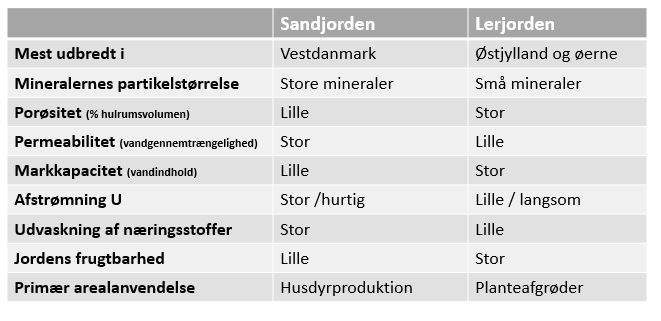 Sandjorden Lerjorden
Mest udbredt i Vestdanmark Østjylland og øerne
Mineralernes partikelstørrelse Store mineraler Små mineraler
Porøsitet (% hulrumsvolumen) Lille Stor
Permeabilitet (vandgennemtrængelighed) Stor Lille
Markkapacitet (vandindhold) Lille Stor
Afstrømning U Stor /hurtig Lille / langsom
Udvaskning af næringsstoffer Stor Lille
Jordens frugtbarhed Lille Stor
Primær arealanvendelse Husdyrproduktion Planteafgrøder